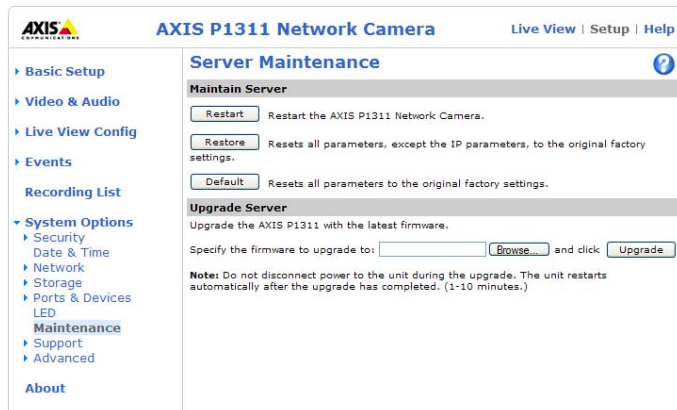 AXIS
COMMUNICATIONS
AXIS P1311 Network Camera
Live View | Setup | Help
Basic Setup
Video & Audio
Live View Config
Events
Recording List
System Options
Security
Date & Time
Network
Storage
Ports & Devices
LED
Maintenance
Support
Advanced
About
Server Maintenance
?
Maintain Server
Restart Restart the AXIS P1311 Network Camera.
Restore Resets all parameters, except the IP parameters, to the original factory
settings.
Default Resets all parameters to the original factory settings.
Upgrade Server
Upgrade the AXIS P1311 with the latest firmware.
Specify the firmware to upgrade to: Browse... and click Upgrade
Note: Do not disconnect power to the unit during the upgrade. The unit restarts
automatically after the upgrade has completed. (1-10 minutes.)